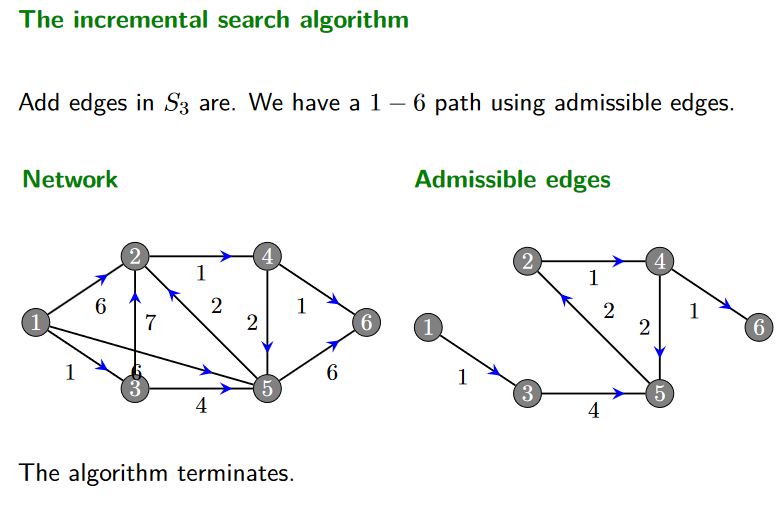 The incremental search algorithm
Add edges in S₃ are. We have a 1 − 6 path using admissible edges.
Network
Admissible edges
2 4
1
6 2 1
7 2
1 6
1 6 6
3 5
4
2 4
1
2 1
2
1 6
1
3 5
4
The algorithm terminates.